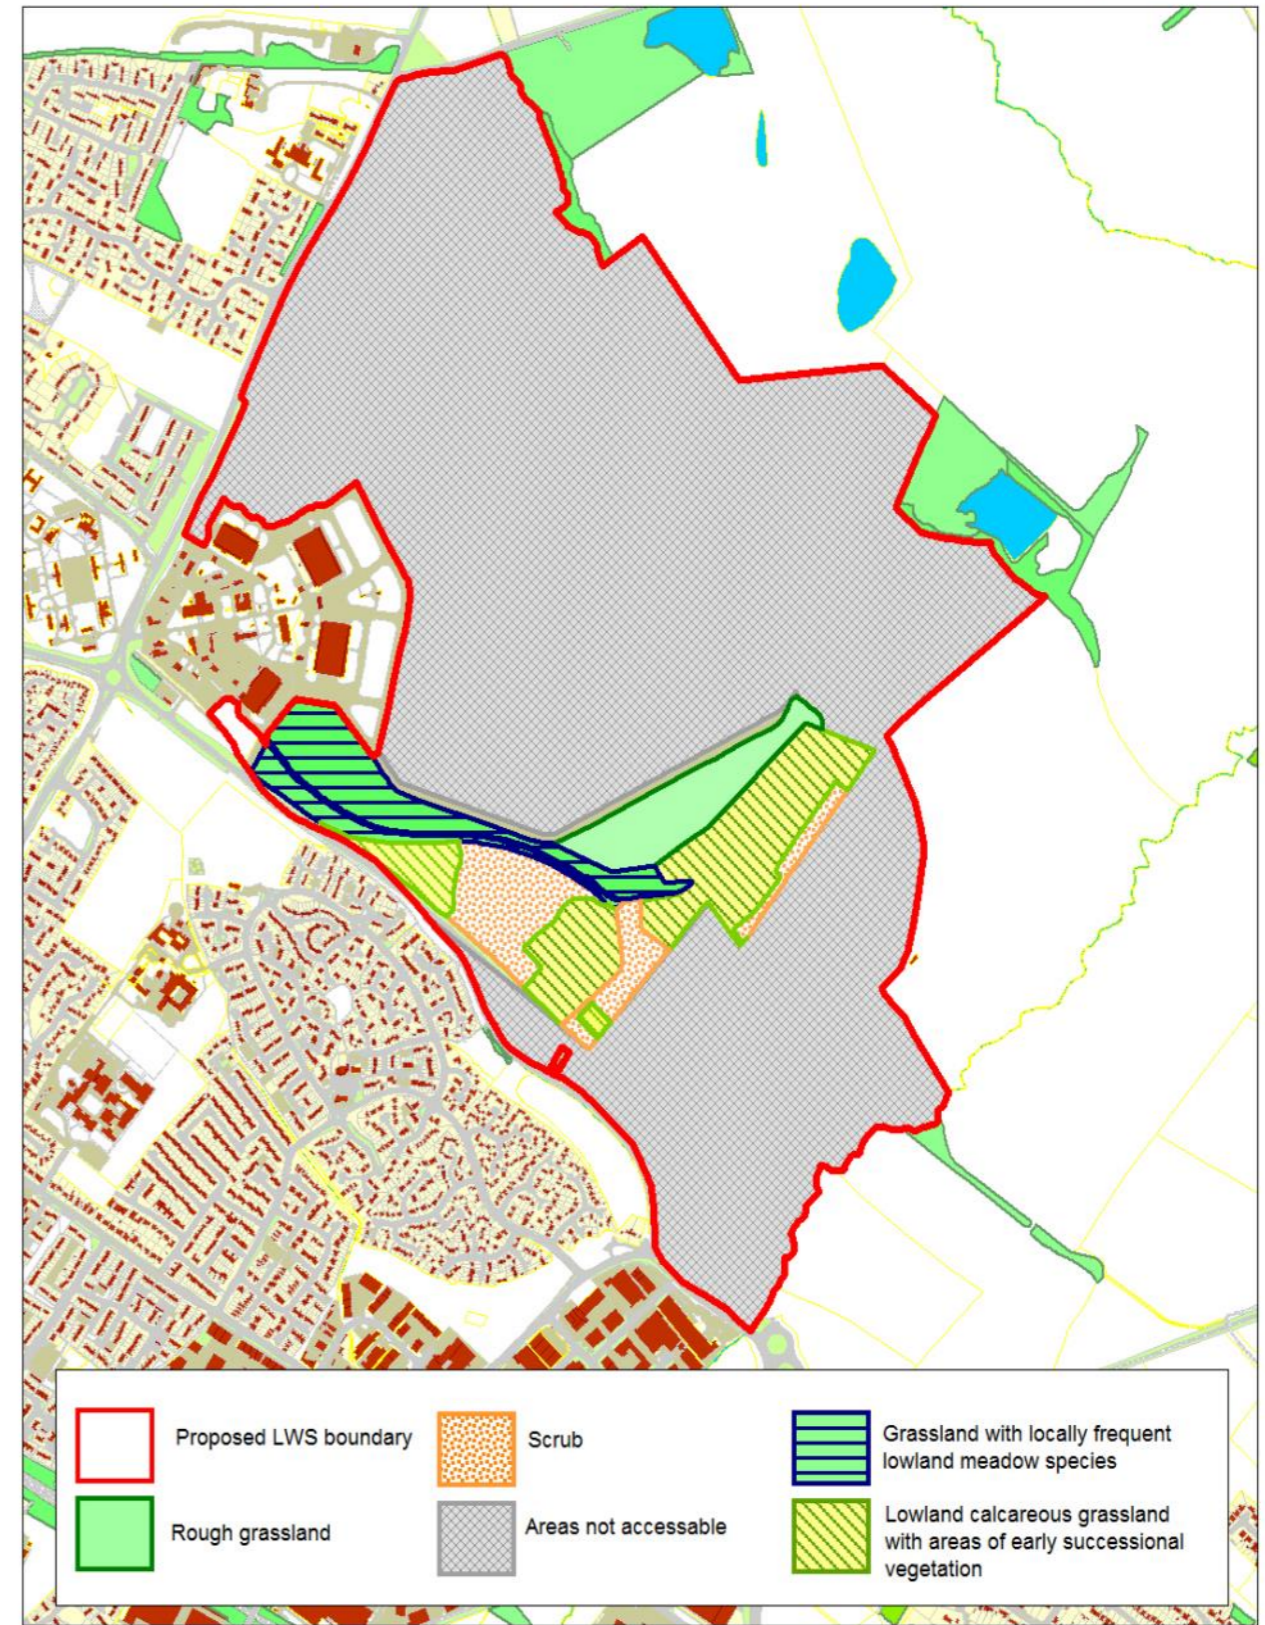 Proposed LWS boundary
Rough grassland
Scrub
Areas not accessable
Grassland with locally frequent
lowland meadow species
Lowland calcareous grassland
with areas of early successional
vegetation